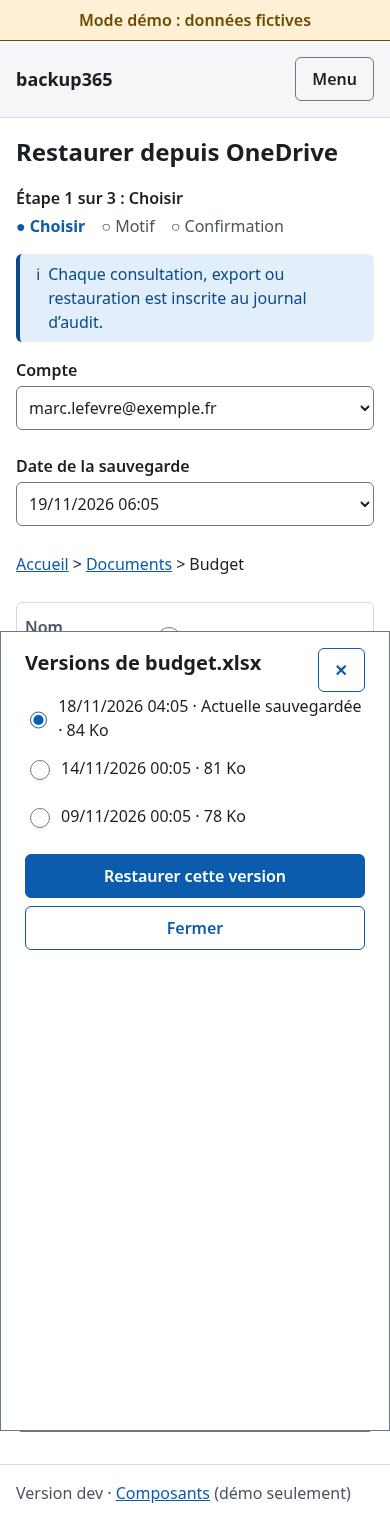 Mode démo : données fictives
backup365
Menu
Restaurer depuis OneDrive
Étape 1 sur 3 : Choisir
● Choisir ○ Motif ○ Confirmation
i Chaque consultation, export ou
restauration est inscrite au journal
d’audit.
Compte
marc.lefevre@exemple.fr
Date de la sauvegarde
19/11/2026 06:05
Accueil > Documents > Budget
Nom
Versions de budget.xlsx
×
18/11/2026 04:05 · Actuelle sauvegardée
· 84 Ko
14/11/2026 00:05 · 81 Ko
09/11/2026 00:05 · 78 Ko
Restaurer cette version
Fermer
Version dev · Composants (démo seulement)